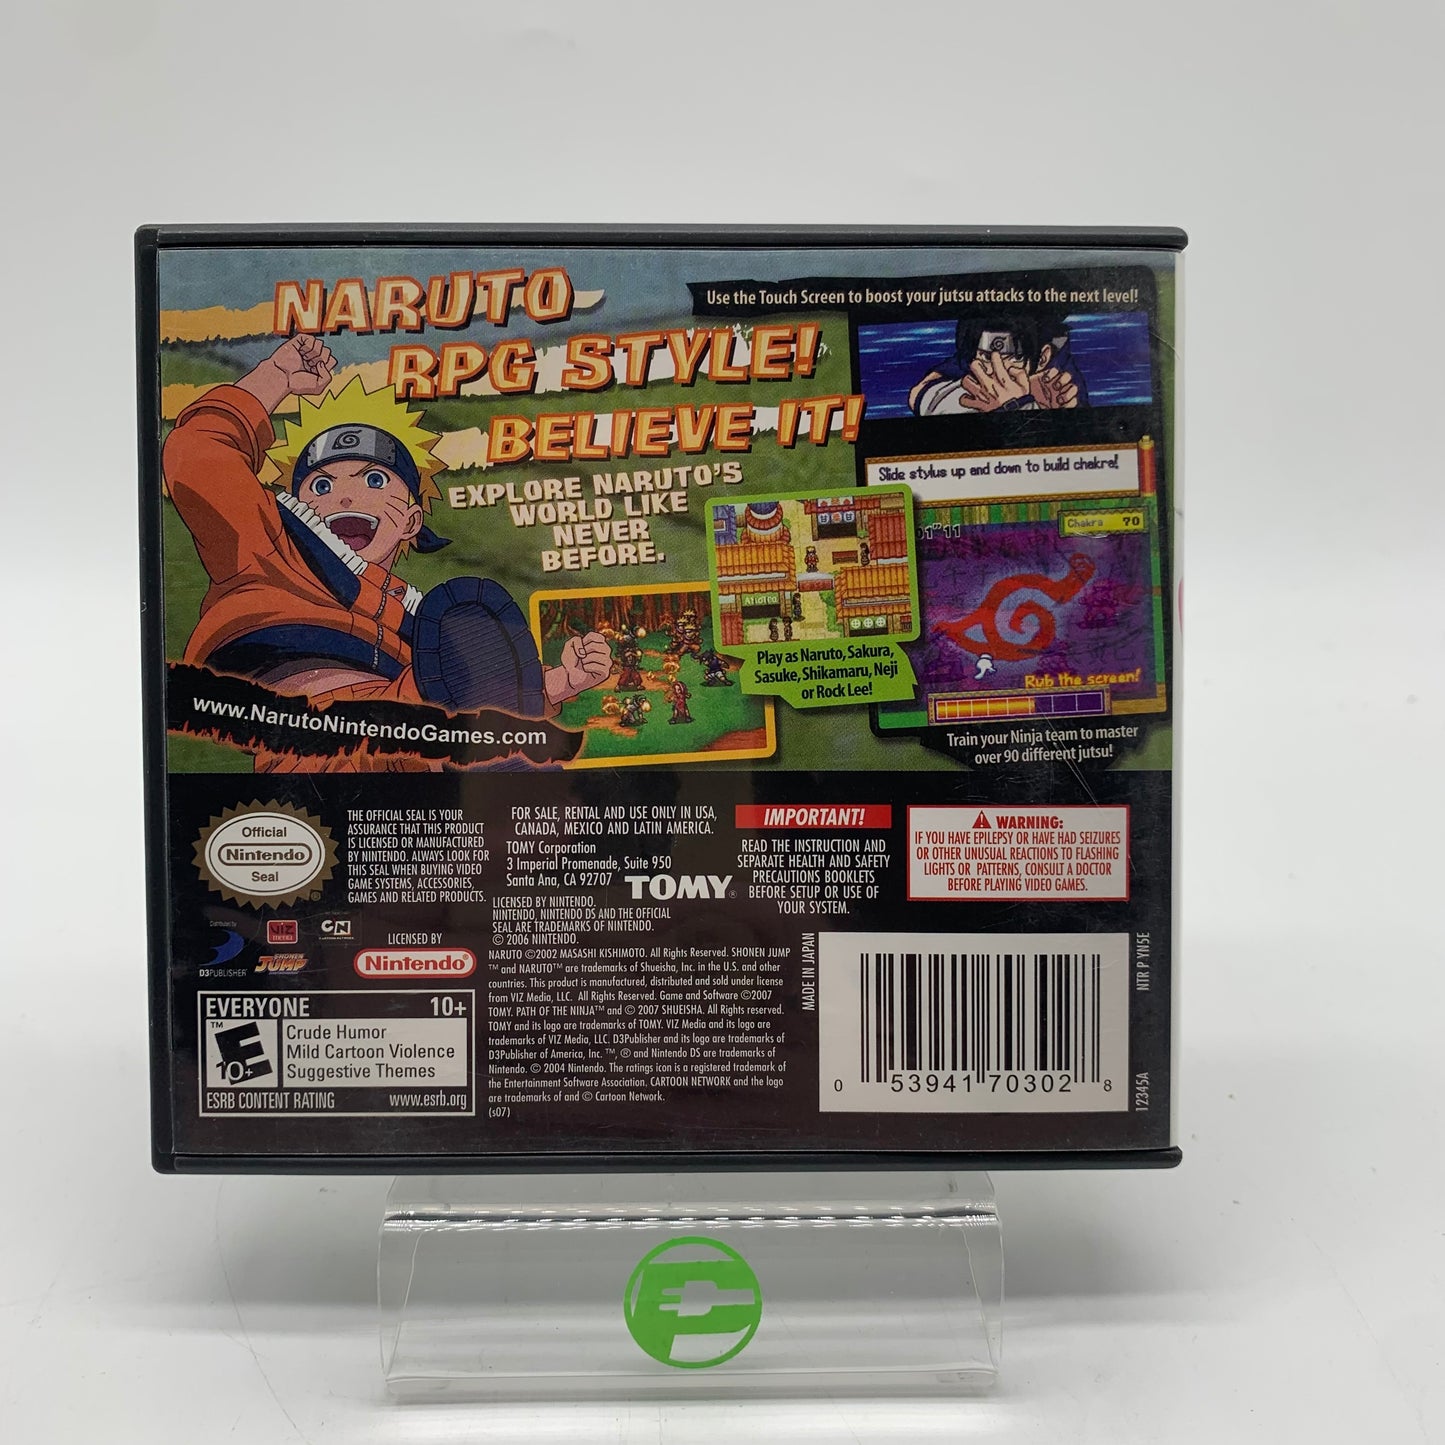 NARUTO
RPG STYLE!
BELIEVE IT!
EXPLORE NARUTO'S
WORLD LIKE
NEVER
BEFORE.
Use the Touch Screen to boost your jutsu attacks to the next level!
Slide stylus up and down to build chakra!
Chakra 70
01"11
Rub the screen!
Play as Naruto, Sakura,
Sasuke, Shikamaru, Neji
or Rock Lee!
Train your Ninja team to master
over 90 different jutsu!
www.NarutoNintendoGames.com
Official
Nintendo
Seal
THE OFFICIAL SEAL IS YOUR
ASSURANCE THAT THIS PRODUCT
IS LICENSED OR MANUFACTURED
BY NINTENDO. ALWAYS LOOK FOR
THIS SEAL WHEN BUYING VIDEO
GAME SYSTEMS, ACCESSORIES,
GAMES AND RELATED PRODUCTS.
FOR SALE, RENTAL AND USE ONLY IN USA,
CANADA, MEXICO AND LATIN AMERICA.
TOMY Corporation
3 Imperial Promenade, Suite 950
Santa Ana, CA 92707
TOMY®
LICENSED BY NINTENDO.
NINTENDO, NINTENDO DS AND THE OFFICIAL
SEAL ARE TRADEMARKS OF NINTENDO.
© 2006 NINTENDO.
IMPORTANT!
READ THE INSTRUCTION AND
SEPARATE HEALTH AND SAFETY
PRECAUTIONS BOOKLETS
BEFORE SETUP OR USE OF
YOUR SYSTEM.
WARNING:
IF YOU HAVE EPILEPSY OR HAVE HAD SEIZURES
OR OTHER UNUSUAL REACTIONS TO FLASHING
LIGHTS OR PATTERNS, CONSULT A DOCTOR
BEFORE PLAYING VIDEO GAMES.
Distributed by
D3PUBLISHER
VIZ
media
SHONEN
JUMP
CN
CARTOON NETWORK
LICENSED BY
Nintendo®
NARUTO ©2002 MASASHI KISHIMOTO. All Rights Reserved. SHONEN JUMP
™ and NARUTO™ are trademarks of Shueisha, Inc. in the U.S. and other
countries. This product is manufactured, distributed and sold under license
from VIZ Media, LLC. All Rights Reserved. Game and Software ©2007
TOMY. PATH OF THE NINJA™ and © 2007 SHUEISHA. All Rights reserved.
TOMY and its logo are trademarks of TOMY. VIZ Media and its logo are
trademarks of VIZ Media, LLC. D3Publisher and its logo are trademarks of
D3Publisher of America, Inc. ™, ® and Nintendo DS are trademarks of
Nintendo. © 2004 Nintendo. The ratings icon is a registered trademark of
the Entertainment Software Association. CARTOON NETWORK and the logo
are trademarks of and © Cartoon Network.
(s07)
EVERYONE 10+
™
E
10+
Crude Humor
Mild Cartoon Violence
Suggestive Themes
ESRB CONTENT RATING www.esrb.org
MADE IN JAPAN
0 53941 70302 8
NTR P YN5E
12345A